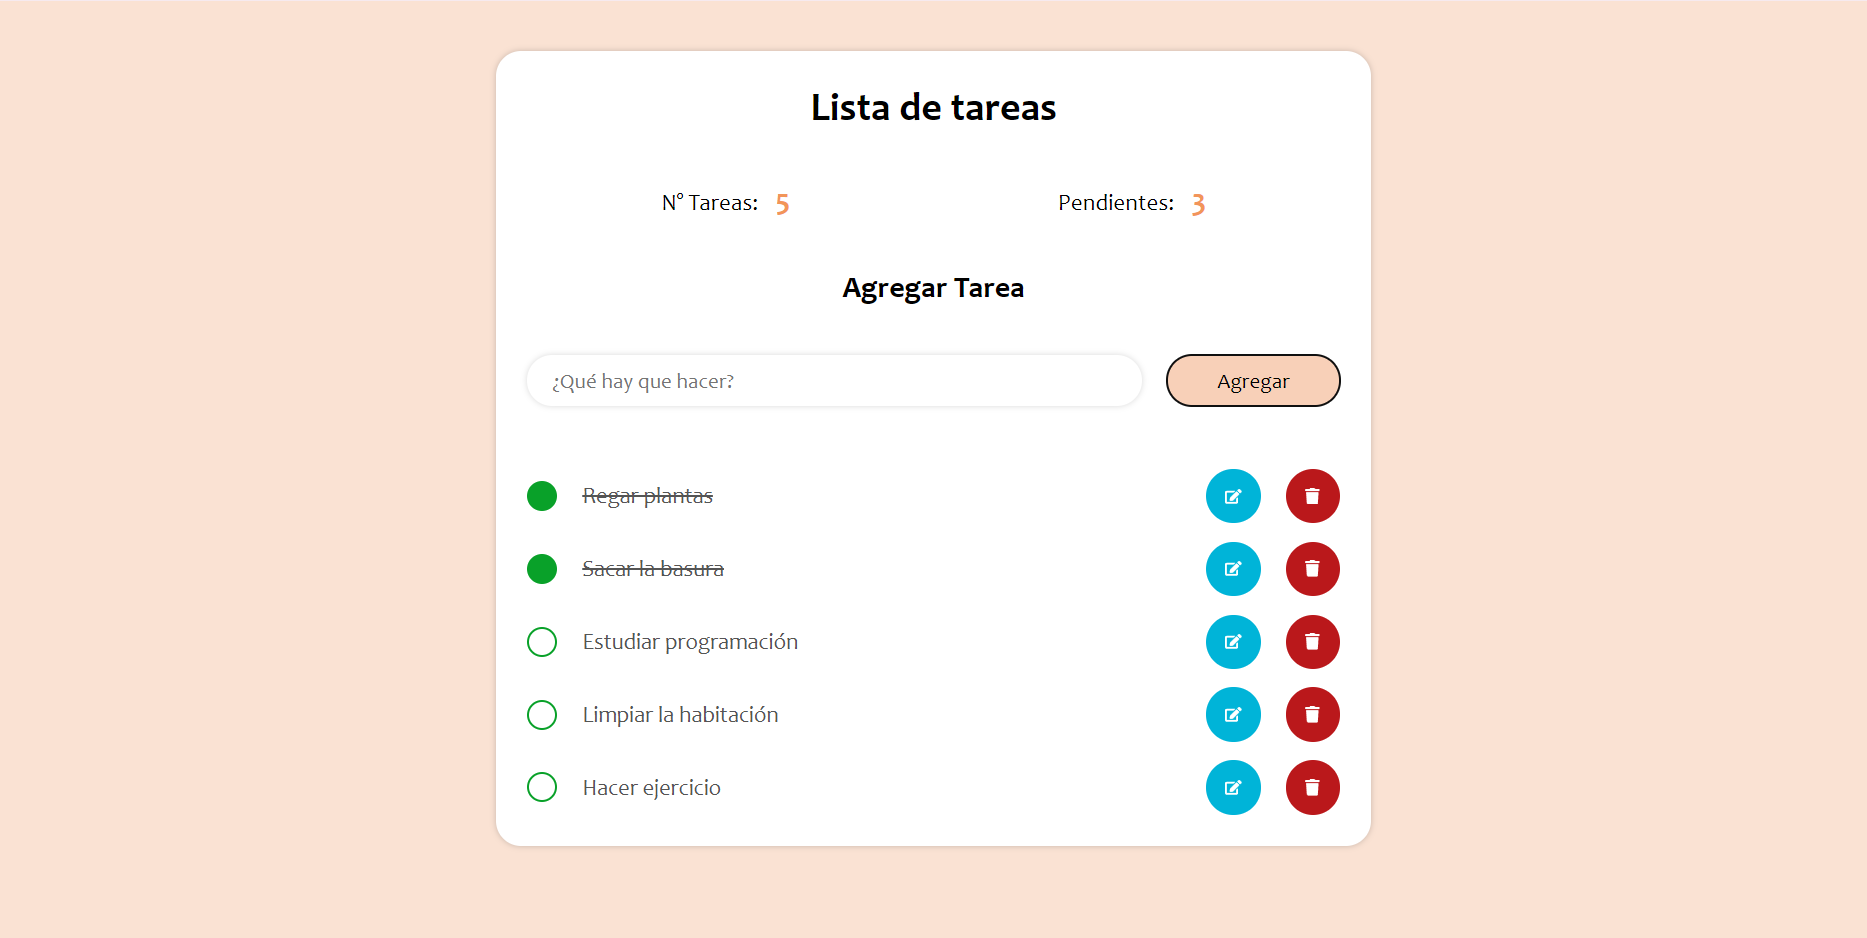 Lista de tareas
N° Tareas: 5 Pendientes: 3
Agregar Tarea
¿Qué hay que hacer? Agregar
Regar plantas
Sacar la basura
Estudiar programación
Limpiar la habitación
Hacer ejercicio